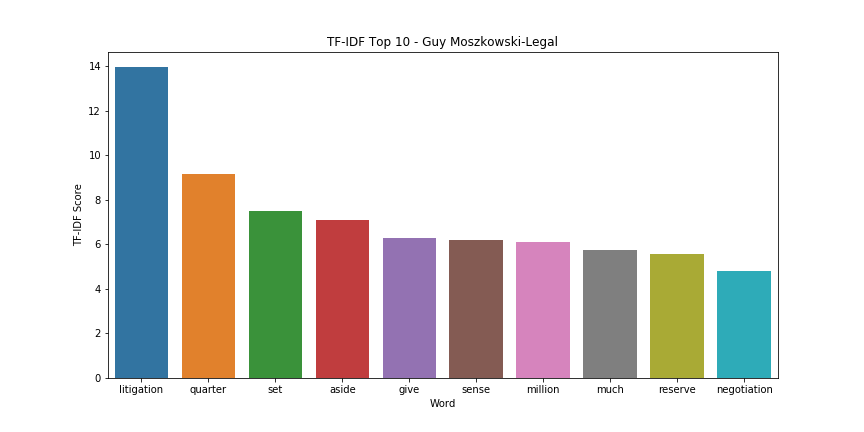 TF-IDF Top 10 - Guy Moszkowski-Legal
TF-IDF Score
14
12
10
8
6
4
2
0
litigation quarter set aside give sense million much reserve negotiation
Word